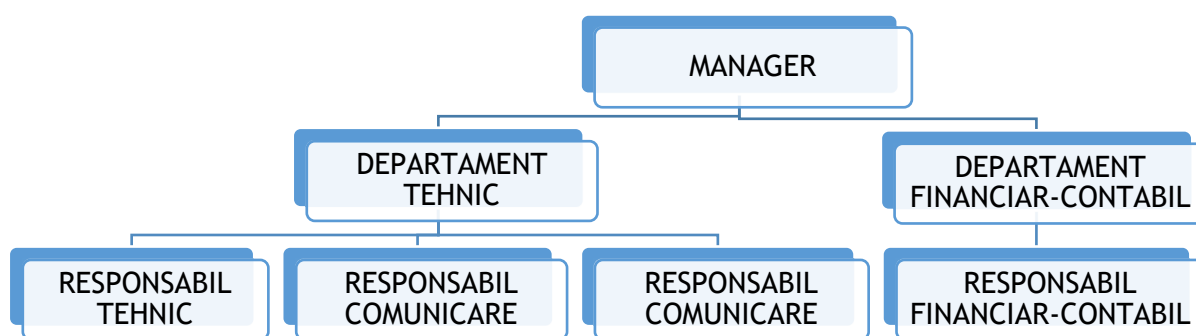 MANAGER
DEPARTAMENT
TEHNIC
DEPARTAMENT
FINANCIAR-CONTABIL
RESPONSABIL
TEHNIC
RESPONSABIL
COMUNICARE
RESPONSABIL
COMUNICARE
RESPONSABIL
FINANCIAR-CONTABIL